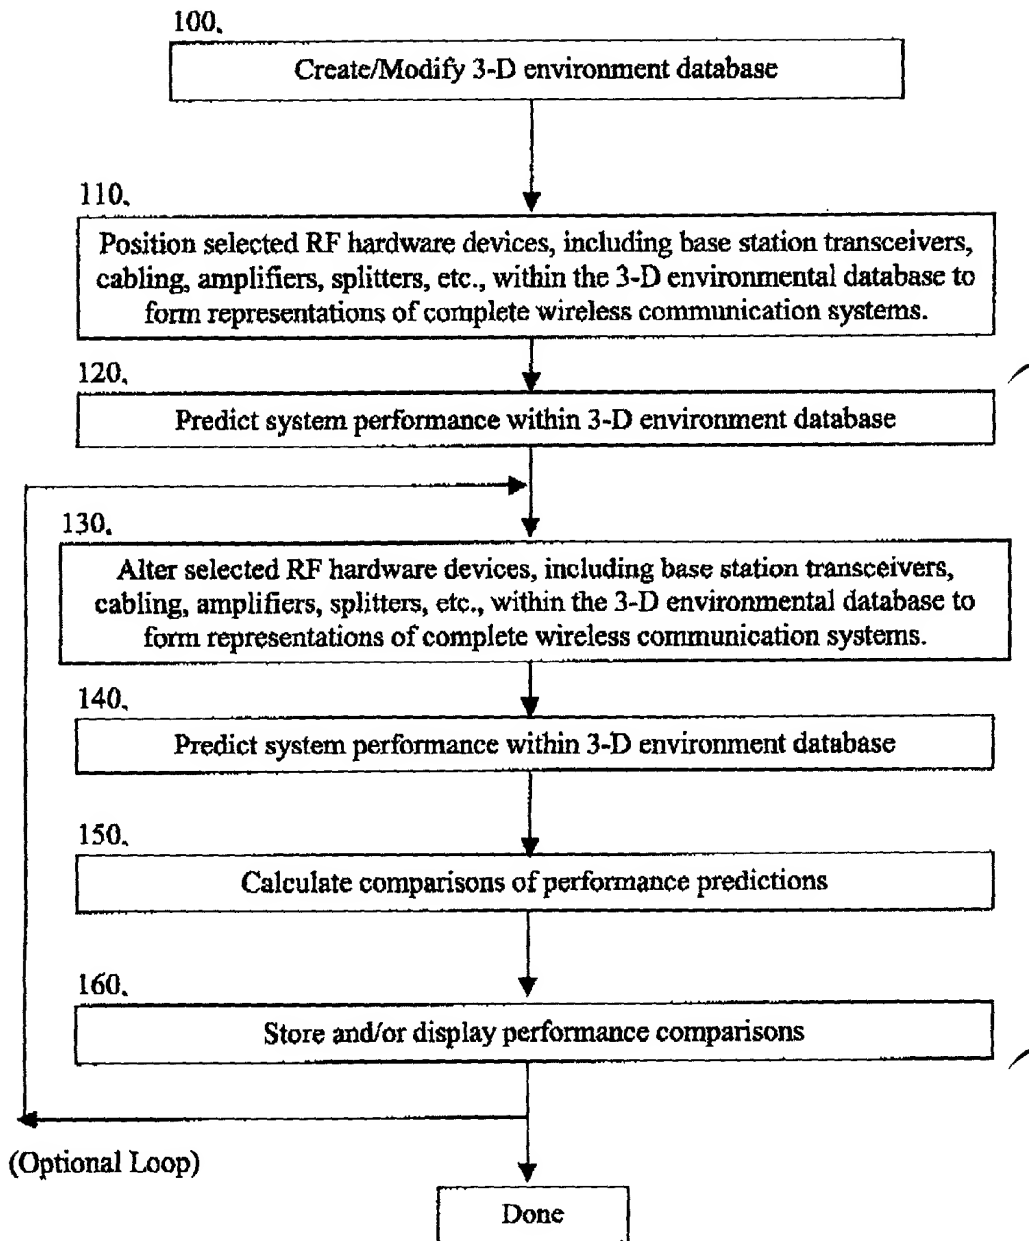 100.
Create/Modify 3-D environment database
110.
Position selected RF hardware devices, including base station transceivers,
cabling, amplifiers, splitters, etc., within the 3-D environmental database to
form representations of complete wireless communication systems.
120.
Predict system performance within 3-D environment database
130.
Alter selected RF hardware devices, including base station transceivers,
cabling, amplifiers, splitters, etc., within the 3-D environmental database to
form representations of complete wireless communication systems.
140.
Predict system performance within 3-D environment database
150.
Calculate comparisons of performance predictions
160.
Store and/or display performance comparisons
(Optional Loop)
Done